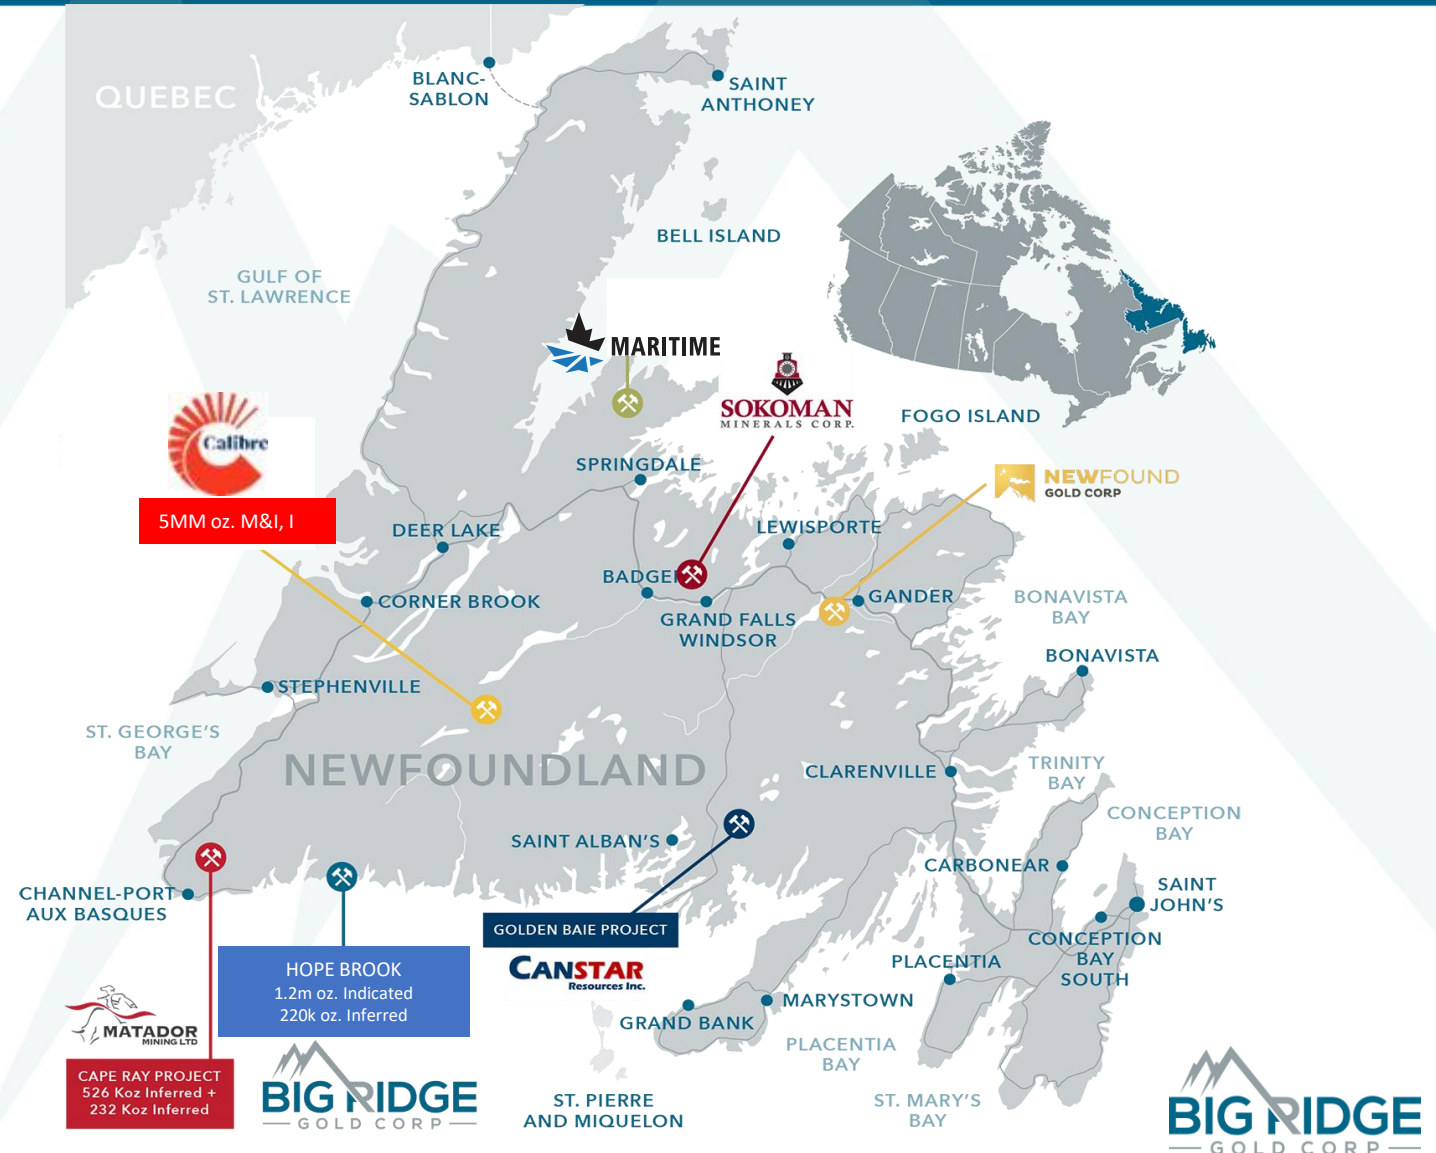 QUEBEC
BLANC-
SABLON
SAINT
ANTHONEY
BELL ISLAND
GULF OF
ST. LAWRENCE
MARITIME
SOKOMAN
MINERALS CORP.
FOGO ISLAND
Calibre
5MM oz. M&I, I
SPRINGDALE
NEWFOUND
GOLD CORP
DEER LAKE
LEWISPORTE
BADGE
CORNER BROOK
GRAND FALLS
WINDSOR
GANDER
BONAVISTA
BAY
BONAVISTA
STEPHENVILLE
ST. GEORGE'S
BAY
NEWFOUNDLAND
CLARENVILLE
TRINITY
BAY
CONCEPTION
BAY
SAINT ALBAN'S
CARBONEAR
SAINT
JOHN'S
CHANNEL-PORT
AUX BASQUES
GOLDEN BAIE PROJECT
CANSTAR
Resources Inc.
CONCEPTION
BAY
SOUTH
PLACENTIA
HOPE BROOK
1.2m oz. Indicated
220k oz. Inferred
MARYSTOWN
GRAND BANK
PLACENTIA
BAY
MATADOR
MINING LTD
CAPE RAY PROJECT
526 Koz Inferred +
232 Koz Inferred
BIG RIDGE
GOLD CORP
ST. PIERRE
AND MIQUELON
ST. MARY'S
BAY
BIG RIDGE
GOLD CORP